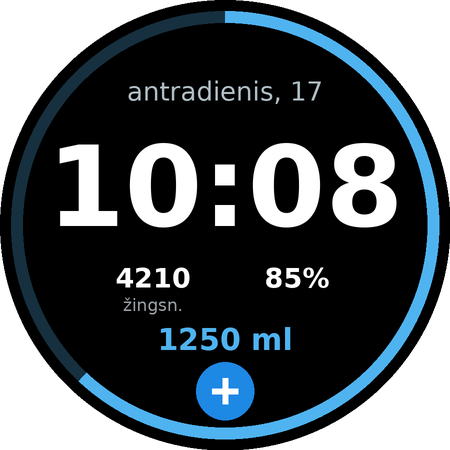 antradienis, 17
10:08
4210 85%
žingsn.
1250 ml
+